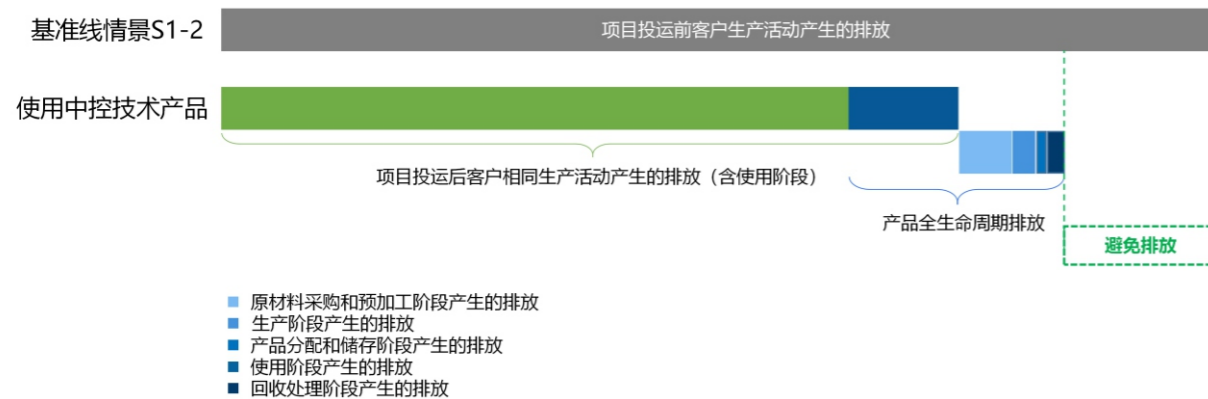 基准线情景S1-2
项目投运前客户生产活动产生的排放
使用中控技术产品
项目投运后客户相同生产活动产生的排放（含使用阶段）
产品全生命周期排放
避免排放
原材料采购和预加工阶段产生的排放
生产阶段产生的排放
产品分配和储存阶段产生的排放
使用阶段产生的排放
回收处理阶段产生的排放